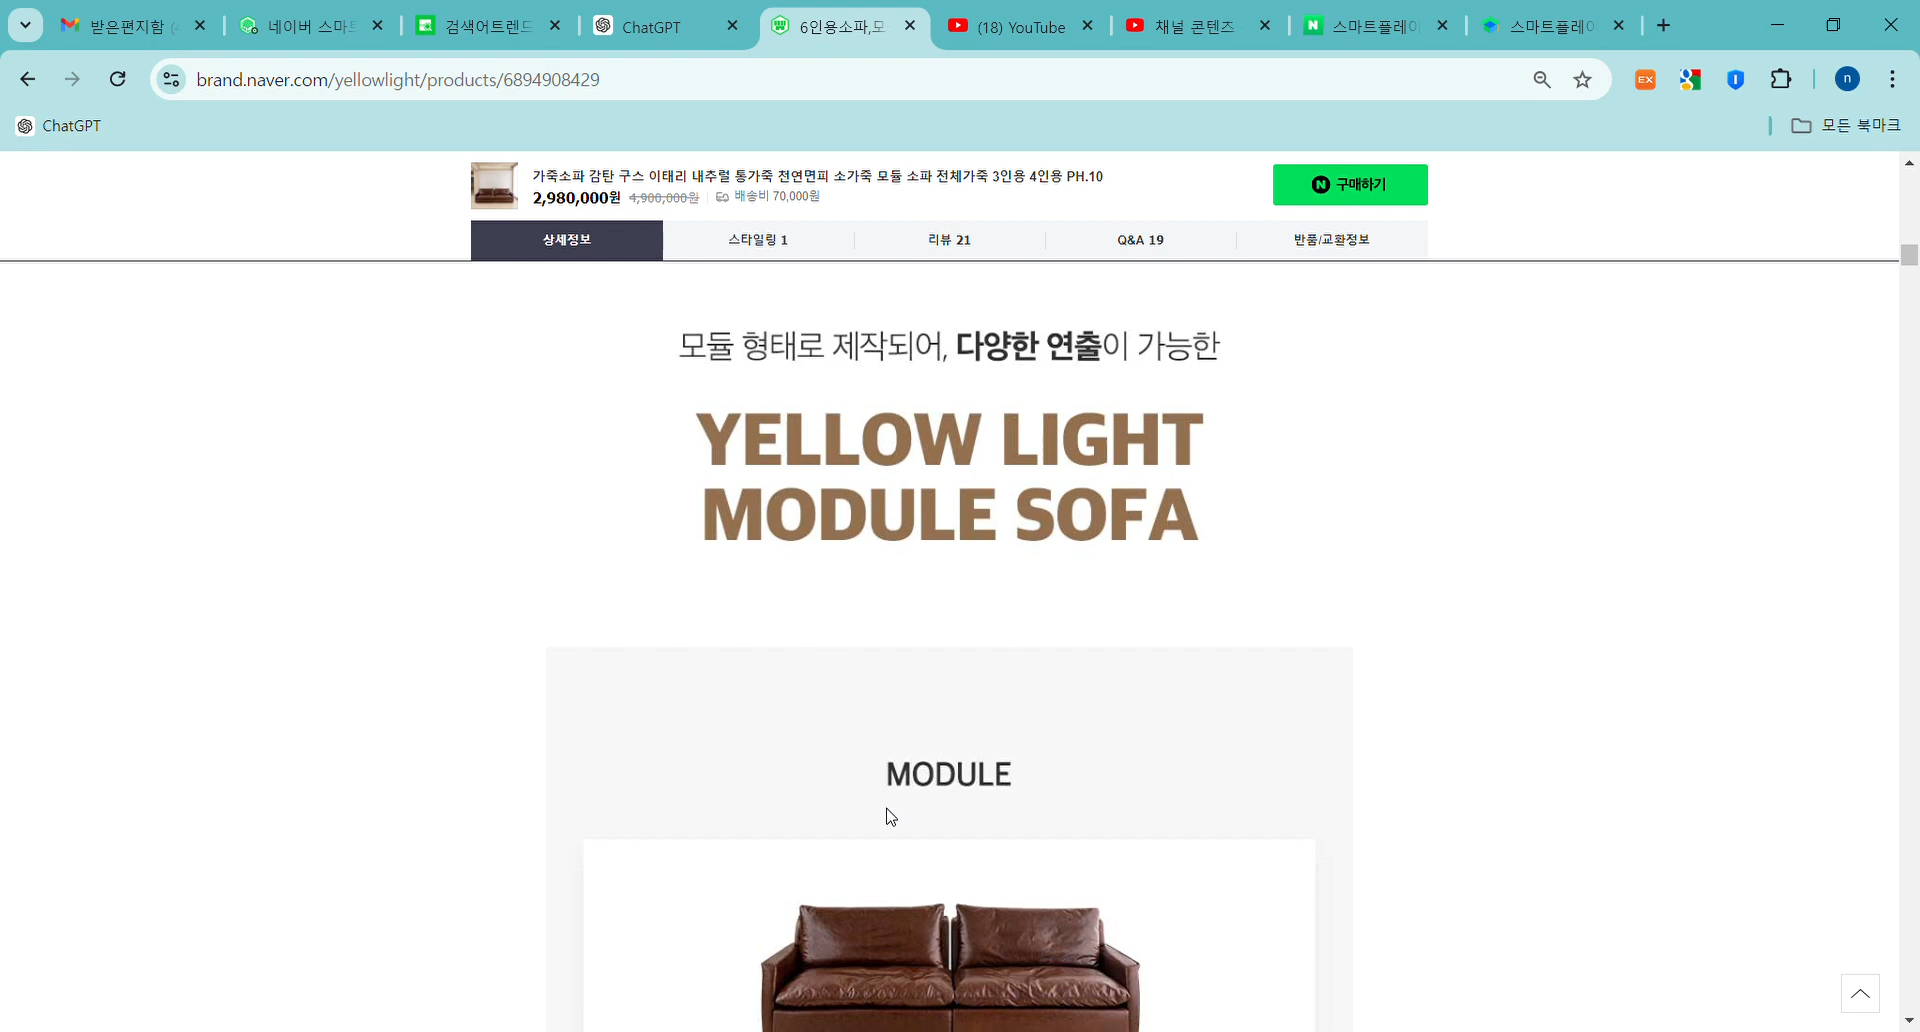 받은편지함
네이버 스마트
검색어트렌드
ChatGPT
6인용소파,모
(18) YouTube
채널 콘텐츠
스마트플레이
스마트플레이
brand.naver.com/yellowlight/products/6894908429
EX
n
ChatGPT
모든 북마크
가죽소파 감탄 구스 이태리 내추럴 통가죽 천연면피 소가죽 모듈 소파 전체가죽 3인용 4인용 PH.10
2,980,000원 4,900,000원 배송비 70,000원
N 구매하기
상세정보
스타일링 1
리뷰 21
Q&A 19
반품/교환정보
모듈 형태로 제작되어, 다양한 연출이 가능한
YELLOW LIGHT
MODULE SOFA
MODULE